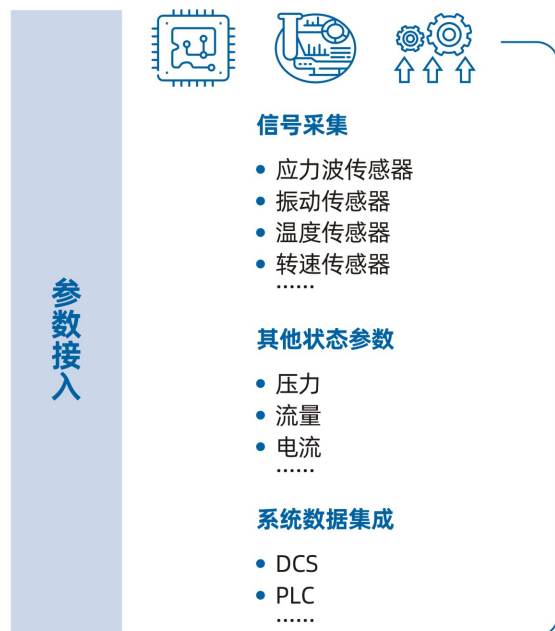 参数接入
信号采集
• 应力波传感器
• 振动传感器
• 温度传感器
• 转速传感器
······
其他状态参数
• 压力
• 流量
• 电流
······
系统数据集成
• DCS
• PLC
······